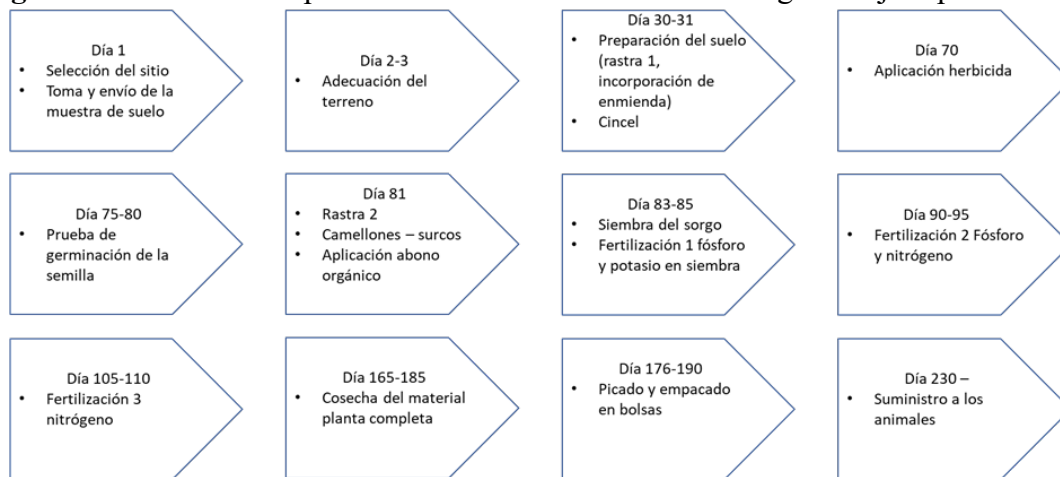 Día 1
• Selección del sitio
• Toma y envío de la
muestra de suelo
Día 2-3
• Adecuación del
terreno
Día 30-31
• Preparación del suelo
(rastra 1,
incorporación de
enmienda)
• Cincel
Día 70
• Aplicación herbicida
Día 75-80
• Prueba de
germinación de la
semilla
Día 81
• Rastra 2
• Camellones – surcos
• Aplicación abono
orgánico
Día 83-85
• Siembra del sorgo
• Fertilización 1 fósforo
y potasio en siembra
Día 90-95
• Fertilización 2 Fósforo
y nitrógeno
Día 105-110
• Fertilización 3
nitrógeno
Día 165-185
• Cosecha del material
planta completa
Día 176-190
• Picado y empacado
en bolsas
Día 230 –
• Suministro a los
animales